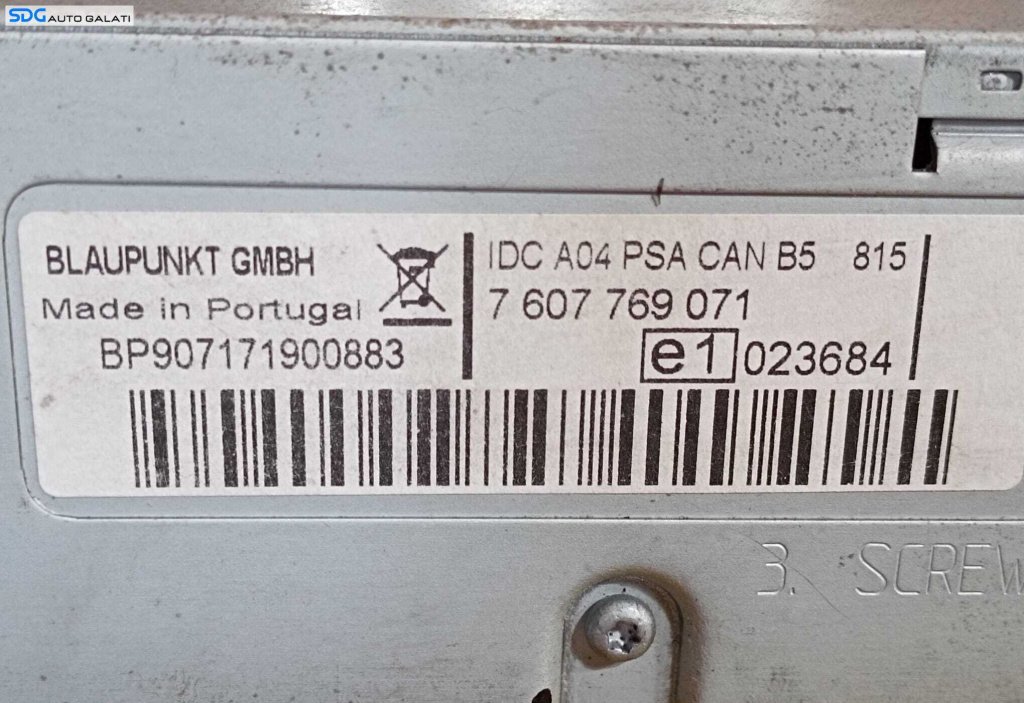 SDG AUTO GALATI
BLAUPUNKT GMBH
Made in Portugal
BP907171900883
IDC A04 PSA CAN B5 815
7 607 769 071
e1 023684
3. SCREW